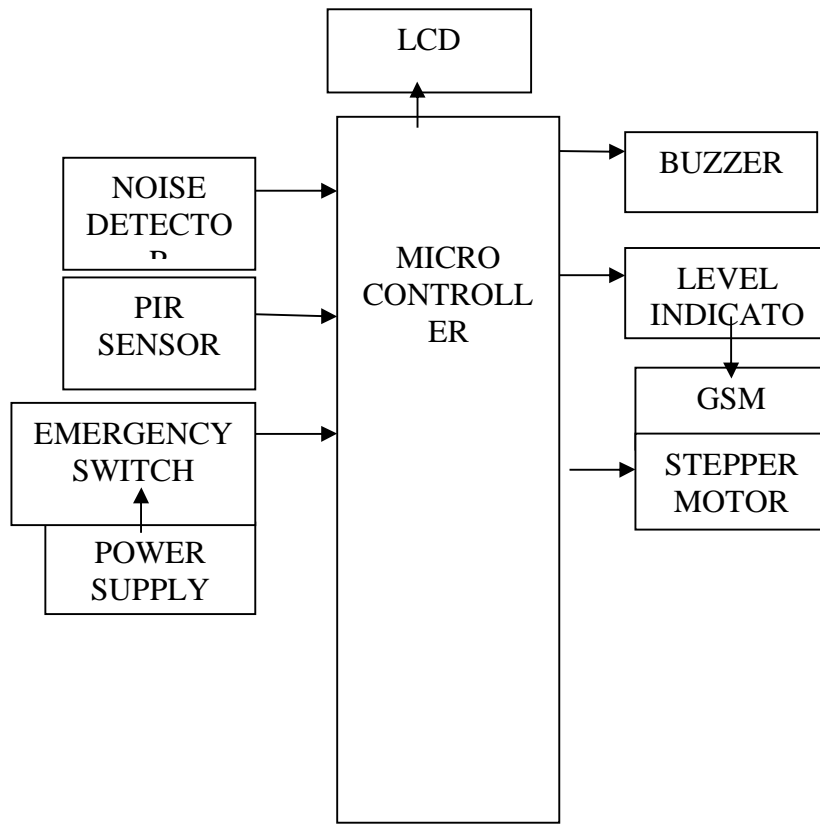 LCD
NOISE
DETECTO
R
PIR
SENSOR
EMERGENCY
SWITCH
POWER
SUPPLY
MICRO
CONTROLL
ER
BUZZER
LEVEL
INDICATO
GSM
STEPPER
MOTOR